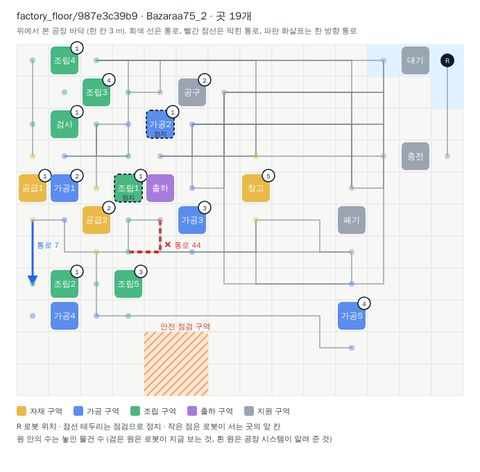 factory_floor/987e3c39b9 · Bazaraa75_2 · 곳 19개
위에서 본 공장 바닥 (한 칸 3 m). 회색 선은 통로, 빨간 점선은 막힌 통로, 파란 화살표는 한 방향 통로
조립4 1 대기 R
조립3 4 공구 2
검사 1 가공2 1 정지
충전
공급1 1 가공1 2 조립1 1 정지 출하 창고 5
공급2 2 가공3 3 폐기
통로 7 ✕ 통로 44
조립2 1 조립5 3
가공4 가공5 4
안전 점검 구역
자재 구역 가공 구역 조립 구역 출하 구역 지원 구역
R 로봇 위치 · 점선 테두리는 점검으로 정지 · 작은 점은 로봇이 서는 곳의 앞 칸
원 안의 수는 놓인 물건 수 (검은 원은 로봇이 지금 보는 것, 흰 원은 공장 시스템이 알려 준 것)